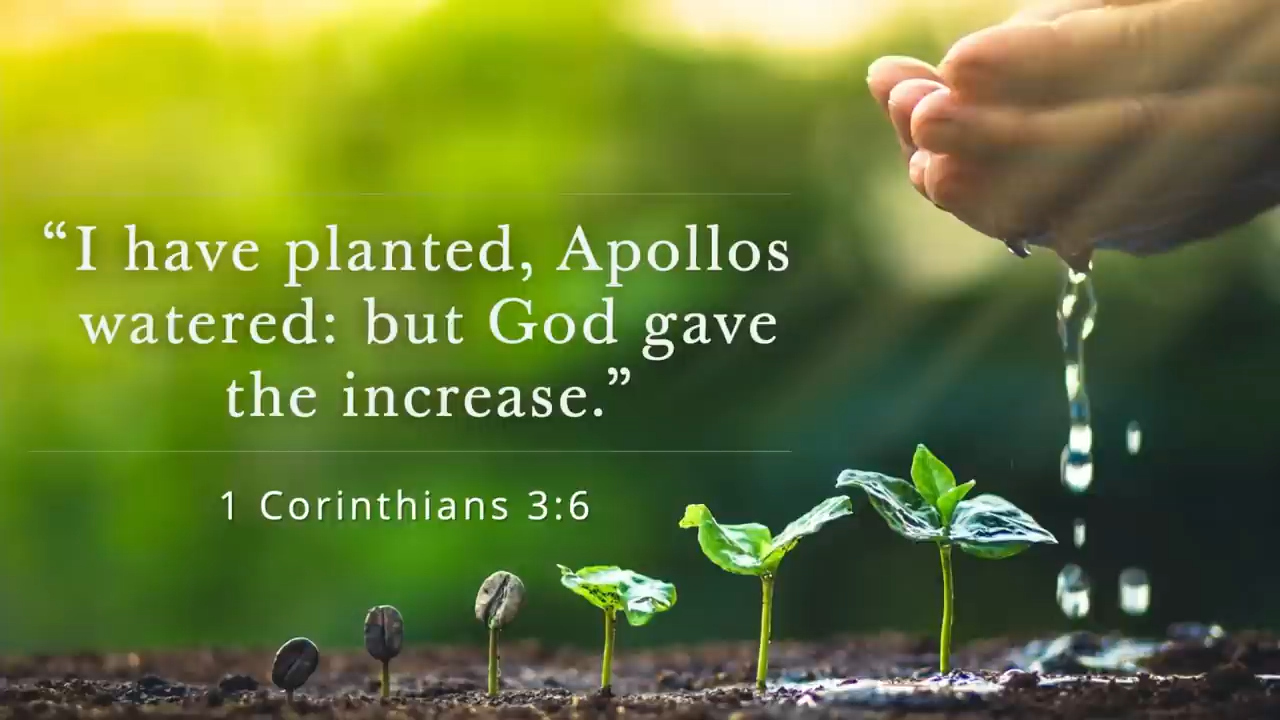 “I have planted, Apollos
watered: but God gave
the increase.”
1 Corinthians 3:6